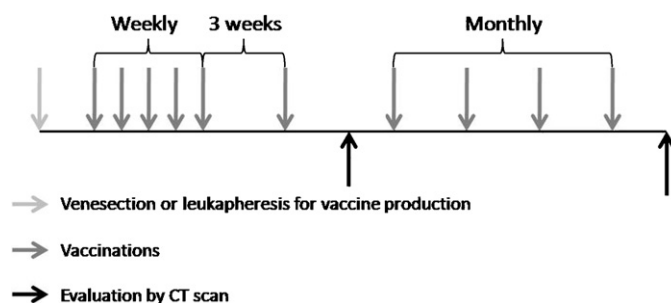 Weekly 3 weeks Monthly
Venesection or leukapheresis for vaccine production
Vaccinations
Evaluation by CT scan